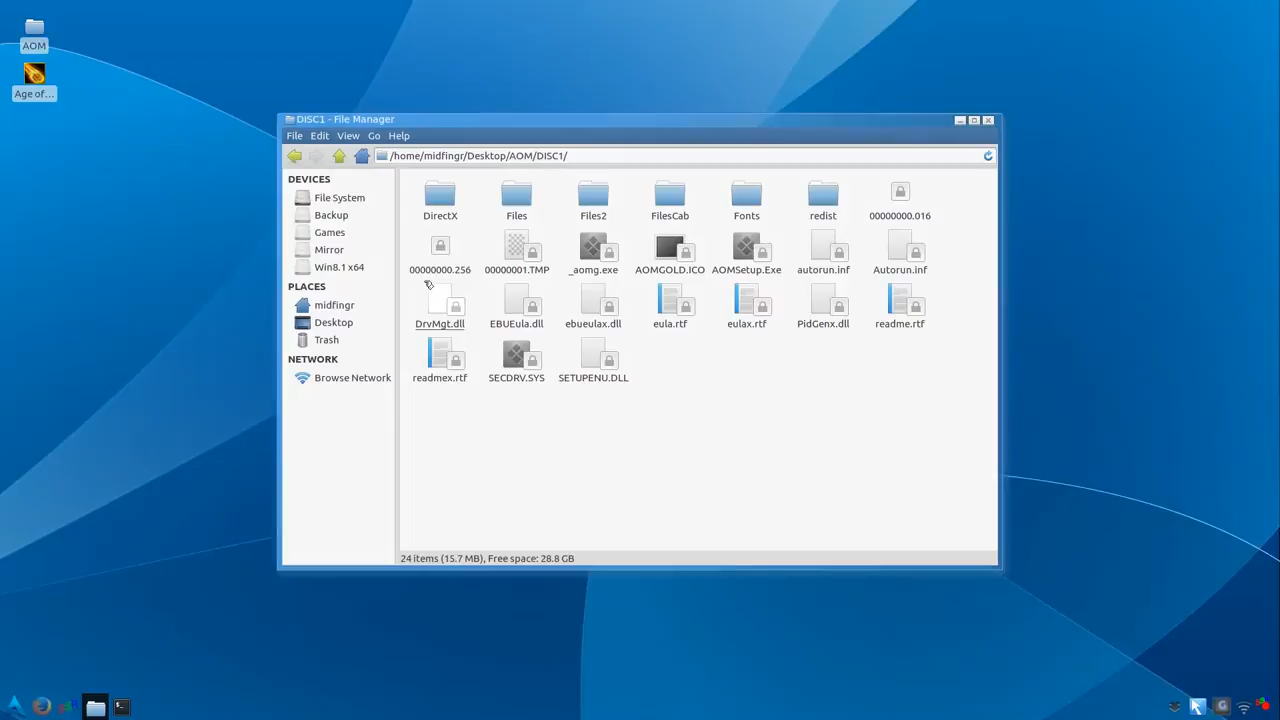 AOM
Age of...
DISC1 - File Manager
File Edit View Go Help
/home/midfingr/Desktop/AOM/DISC1/
DEVICES
File System
Backup
Games
Mirror
Win8.1 x64
PLACES
midfingr
Desktop
Trash
NETWORK
Browse Network
DirectX Files Files2 FilesCab Fonts redist 00000000.016
00000000.256 00000001.TMP _aomg.exe AOMGOLD.ICO AOMSetup.Exe autorun.inf Autorun.inf
DrvMgt.dll EBUEula.dll ebueulax.dll eula.rtf eulax.rtf PidGenx.dll readme.rtf
readmex.rtf SECDRV.SYS SETUPENU.DLL
24 items (15.7 MB), Free space: 28.8 GB